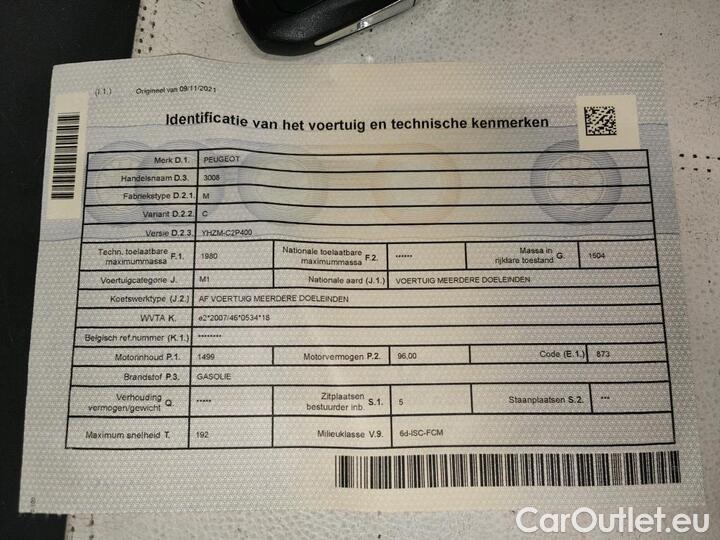 (I.1.) Origineel van 09/11/2021
Identificatie van het voertuig en technische kenmerken
Merk D.1. PEUGEOT
Handelsnaam D.3. 3008
Fabriekstype D.2.1. M
Variant D.2.2. C
Versie D.2.3. YHZM-C2P400
Techn. toelaatbare maximummassa F.1. 1980 Nationale toelaatbare maximummassa F.2. ****** Massa in rijklare toestand G. 1504
Voertuigcategorie J. M1 Nationale aard (J.1.) VOERTUIG MEERDERE DOELEINDEN
Koetswerktype (J.2.) AF VOERTUIG MEERDERE DOELEINDEN
WVTA K. e2*2007/46*0534*18
Belgisch ref.nummer (K.1.) ********
Motorinhoud P.1. 1499 Motorvermogen P.2. 96,00 Code (E.1.) 873
Brandstof P.3. GASOLIE
Verhouding vermogen/gewicht Q. ***** Zitplaatsen bestuurder inb. S.1. 5 Staanplaatsen S.2. ***
Maximum snelheid T. 192 Milieuklasse V.9. 6d-ISC-FCM
CarOutlet.eu